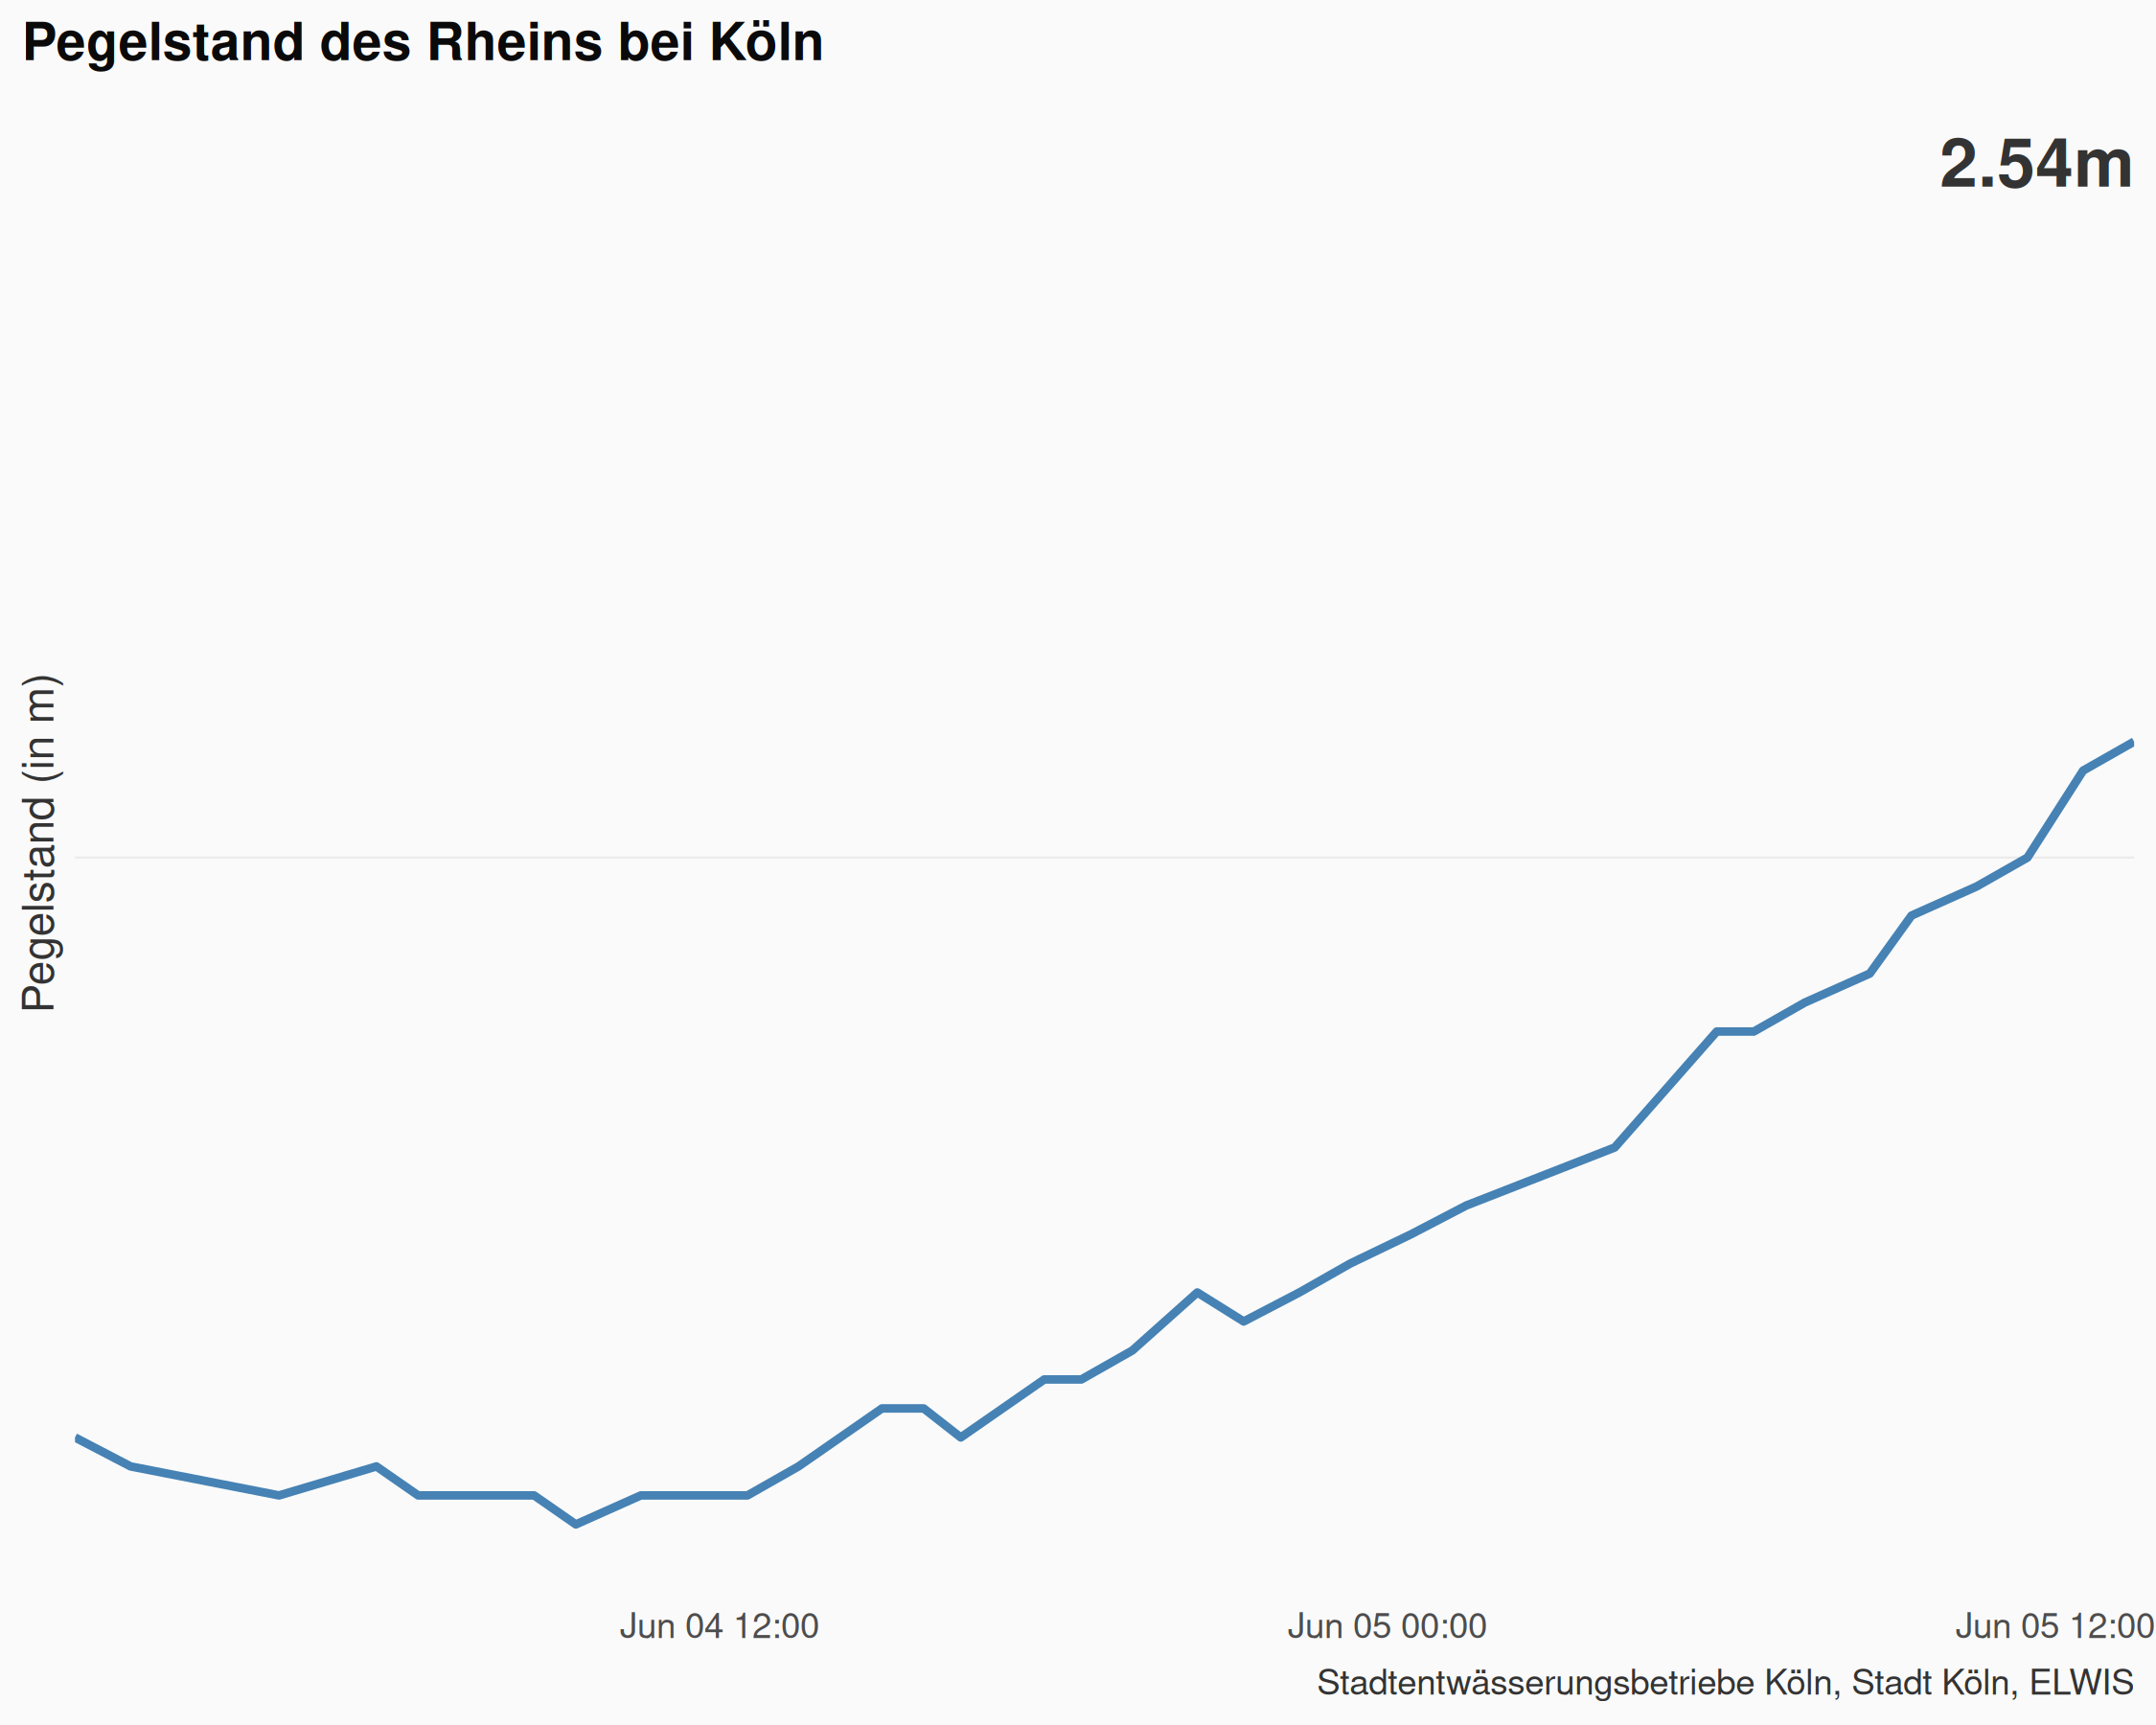 Pegelstand des Rheins bei Köln
2.54m
Pegelstand (in m)
Jun 04 12:00
Jun 05 00:00
Jun 05 12:00
Stadtentwässerungsbetriebe Köln, Stadt Köln, ELWIS